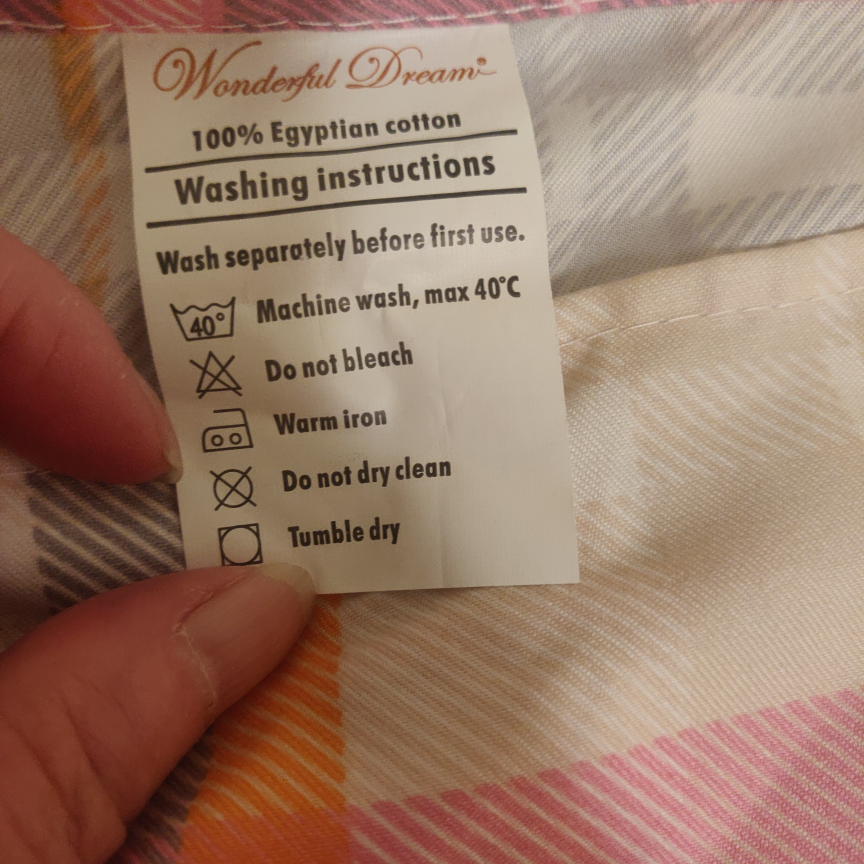 Wonderful Dream
100% Egyptian cotton
Washing instructions
Wash separately before first use.
40° Machine wash, max 40°C
Do not bleach
Warm iron
Do not dry clean
Tumble dry